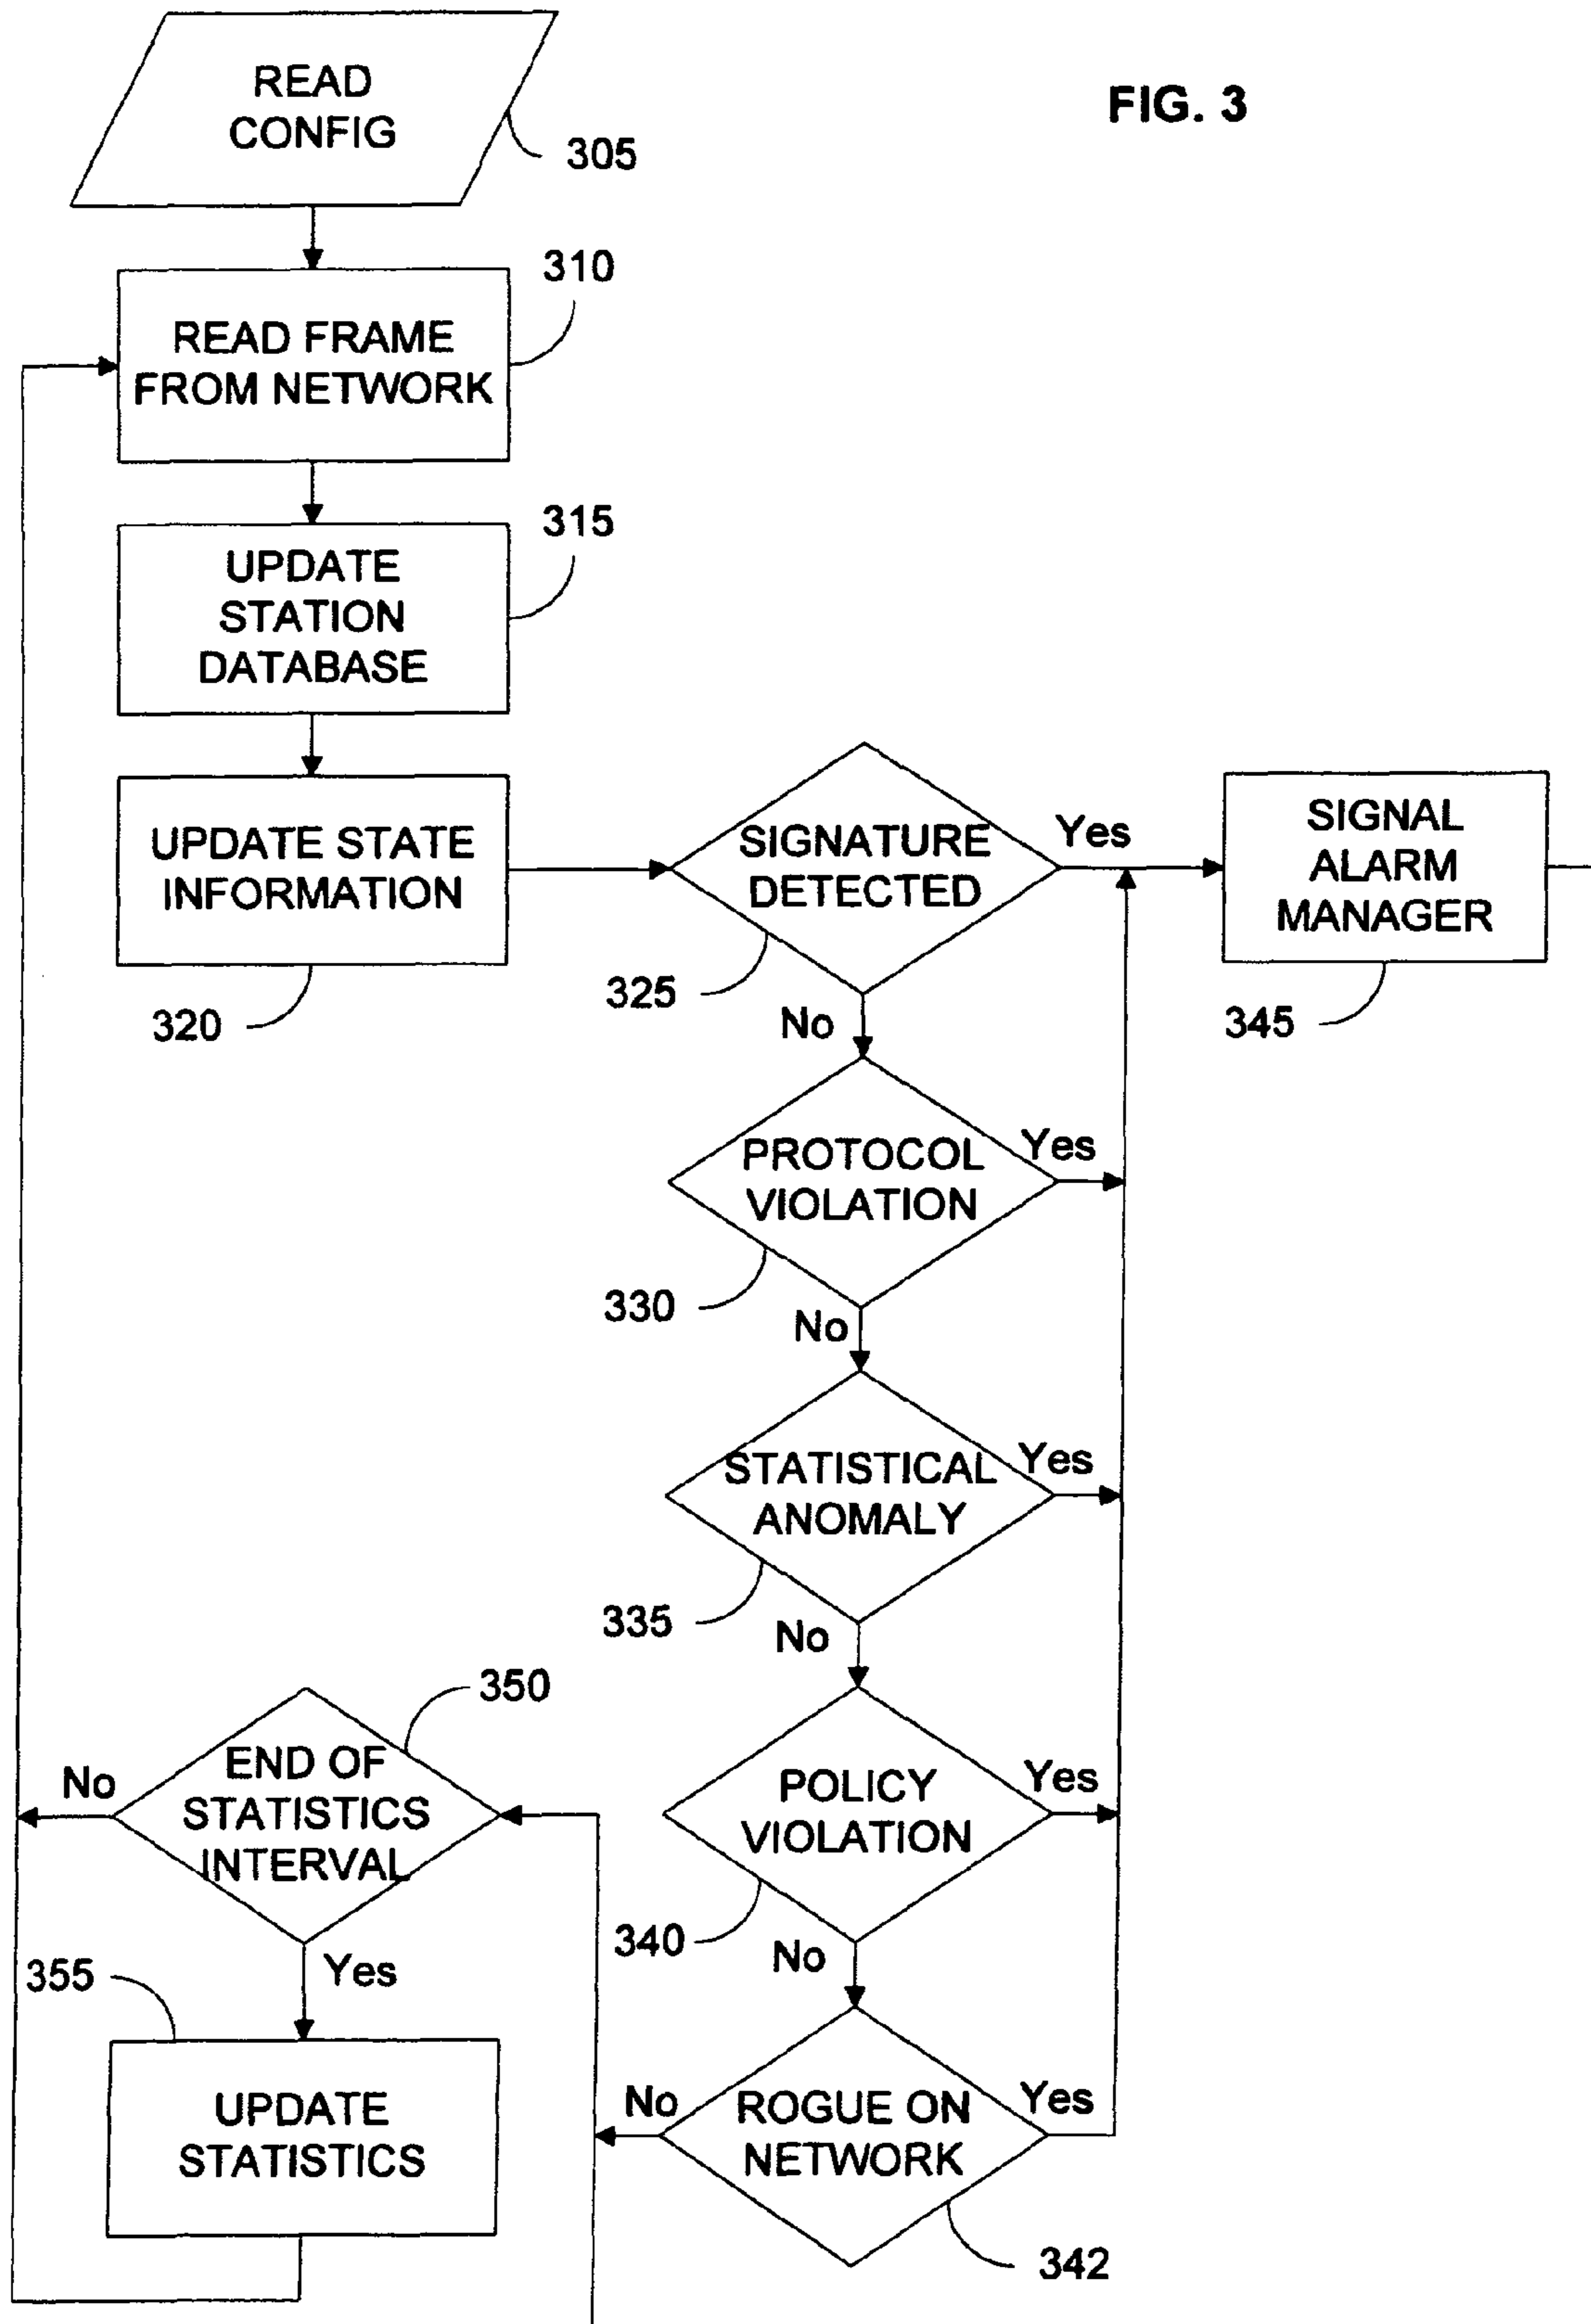 FIG. 3
READ
CONFIG
305
310
READ FRAME
FROM NETWORK
315
UPDATE
STATION
DATABASE
UPDATE STATE
INFORMATION
320
SIGNATURE
DETECTED
Yes
325
No
SIGNAL
ALARM
MANAGER
345
PROTOCOL
VIOLATION
Yes
330
No
STATISTICAL
ANOMALY
Yes
335
No
POLICY
VIOLATION
Yes
340
No
ROGUE ON
NETWORK
Yes
No
342
350
END OF
STATISTICS
INTERVAL
No
Yes
355
UPDATE
STATISTICS